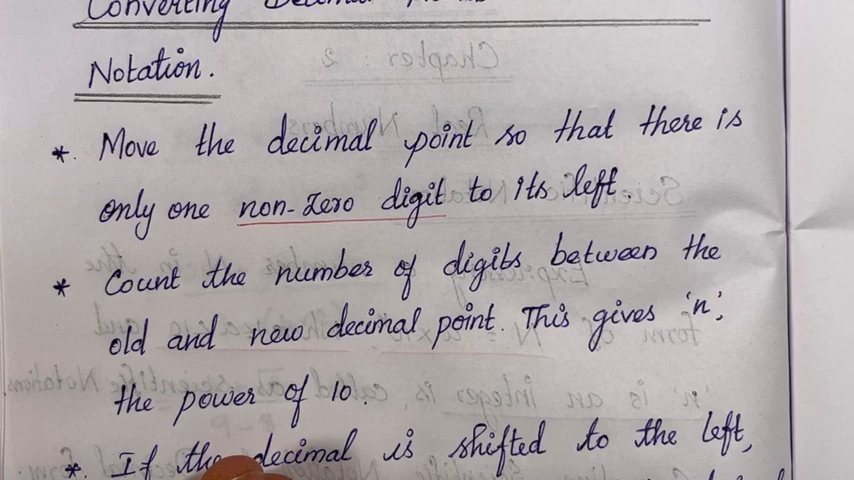 Converting Decimal
Notation.
* Move the decimal point so that there is
only one non-zero digit to its left.
* Count the number of digits between the
old and new decimal point. This gives 'n',
the power of 10.
* If the decimal is shifted to the left,